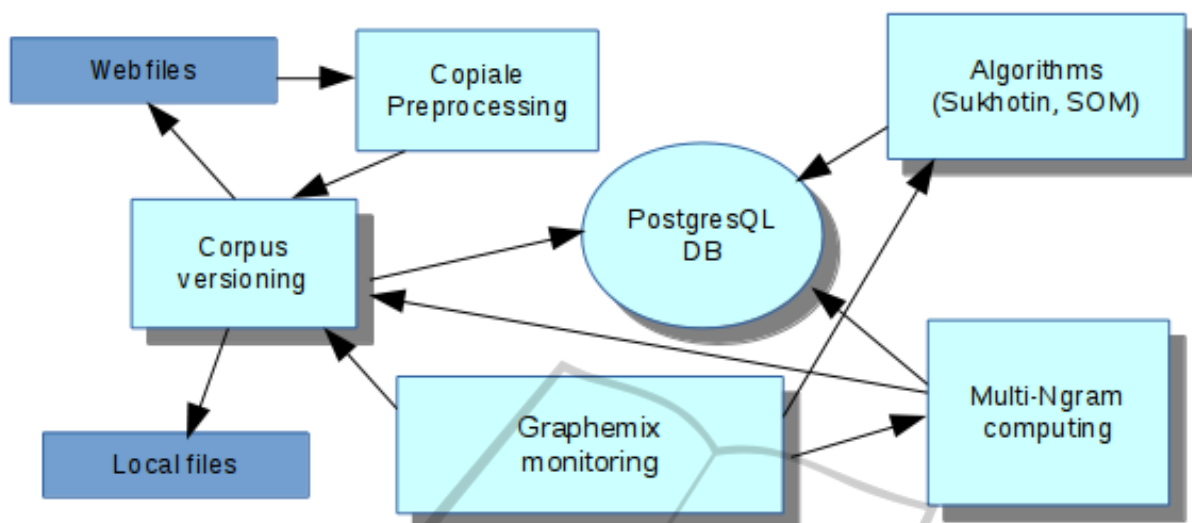 Web files
Copiale
Preprocessing
Algorithms
(Sukhotin, SOM)
PostgresQL
DB
Corpus
versioning
Multi-Ngram
computing
Graphemix
monitoring
Local files